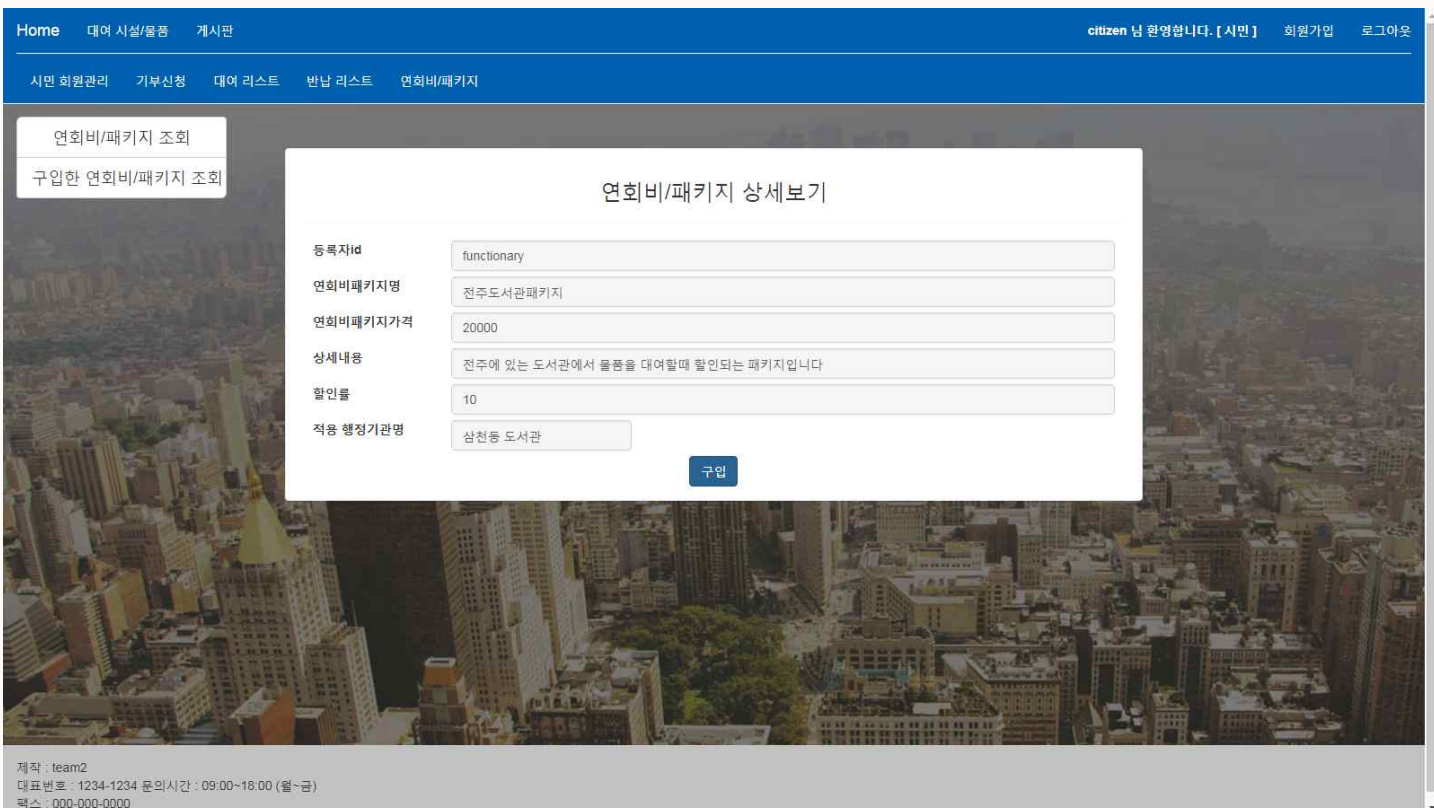 Home 대여 시설/물품 게시판 citizen 님 환영합니다. [ 시민 ] 회원가입 로그아웃
시민 회원관리 기부신청 대여 리스트 반납 리스트 연회비/패키지
연회비/패키지 조회
구입한 연회비/패키지 조회
연회비/패키지 상세보기
등록자id functionary
연회비패키지명 전주도서관패키지
연회비패키지가격 20000
상세내용 전주에 있는 도서관에서 물품을 대여할때 할인되는 패키지입니다
할인률 10
적용 행정기관명 삼천동 도서관
구입
제작 : team2
대표번호 : 1234-1234 문의시간 : 09:00~18:00 (월~금)
팩스 : 000-000-0000